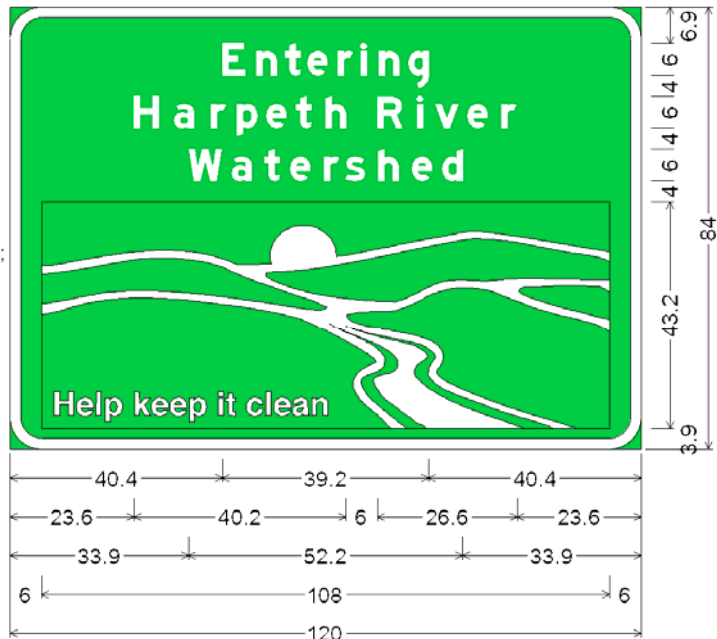 Entering
Harpeth River
Watershed
Help keep it clean
6.9
6
4
6
4
6
4
43.2
3.9
84
40.4 39.2 40.4
23.6 40.2 6 26.6 23.6
33.9 52.2 33.9
6 108 6
120